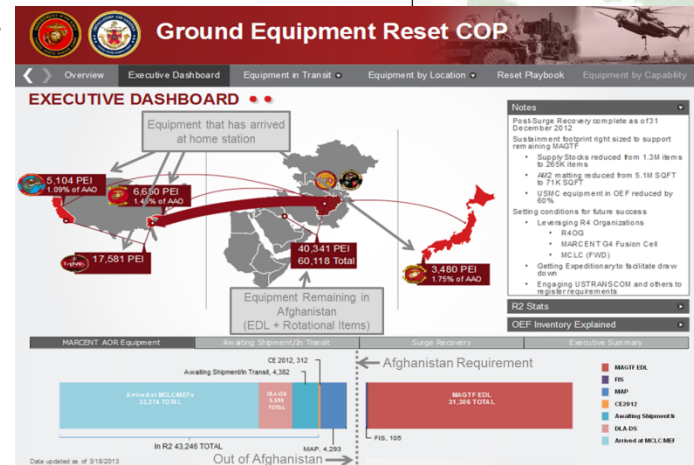 Ground Equipment Reset COP
Overview
Executive Dashboard
Equipment in Transit
Equipment by Location
Reset Playbook
Equipment by Capability
EXECUTIVE DASHBOARD
Equipment that has arrived
at home station
5,104 PEI
1.09% of AAO
PEI
of AAO
17,581 PEI
40,341 PEI
60,118 Total
3,480 PEI
1.75% of AAO
Equipment Remaining in
Afghanistan
(EDL + Rotational Items)
Notes
Post-Surge Recovery complete as of 31
December 2012
Sustainment footprint right sized to support
remaining MAGTF
• Supply Stocks reduced from 1.3M items
to 265K items
• AM2 matting reduced from 5.1M SQFT
to 71K SQFT
• USMC equipment in OEF reduced by
60%
Setting conditions for future success
• Leveraging R4 Organizations
• R4OG
• MARCENT G4 Fusion Cell
• MCLC (FWD)
• Getting Expeditionary to facilitate draw
down
• Engaging USTRANSCOM and others to
register requirements
R2 Stats
OEF Inventory Explained
MARCENT AOR Equipment
Awaiting Shipment/In Transit
Surge Recovery
Executive Summary
CE 2012, 312
Awaiting Shipment/In Transit, 4,382
Afghanistan Requirement
Arrived at MCLC/MEFs
TOTAL
DLA-DS
TOTAL
MAGTF EDL
TOTAL
In R2 43,246 TOTAL
MAP, 4,293
FIS, 185
Out of Afghanistan
MAGTF EDL
FIS
MAP
CE2012
Awaiting Shipment/I
DLA-DS
Arrived at MCLC/MEF
Data updated as of 3/18/2013